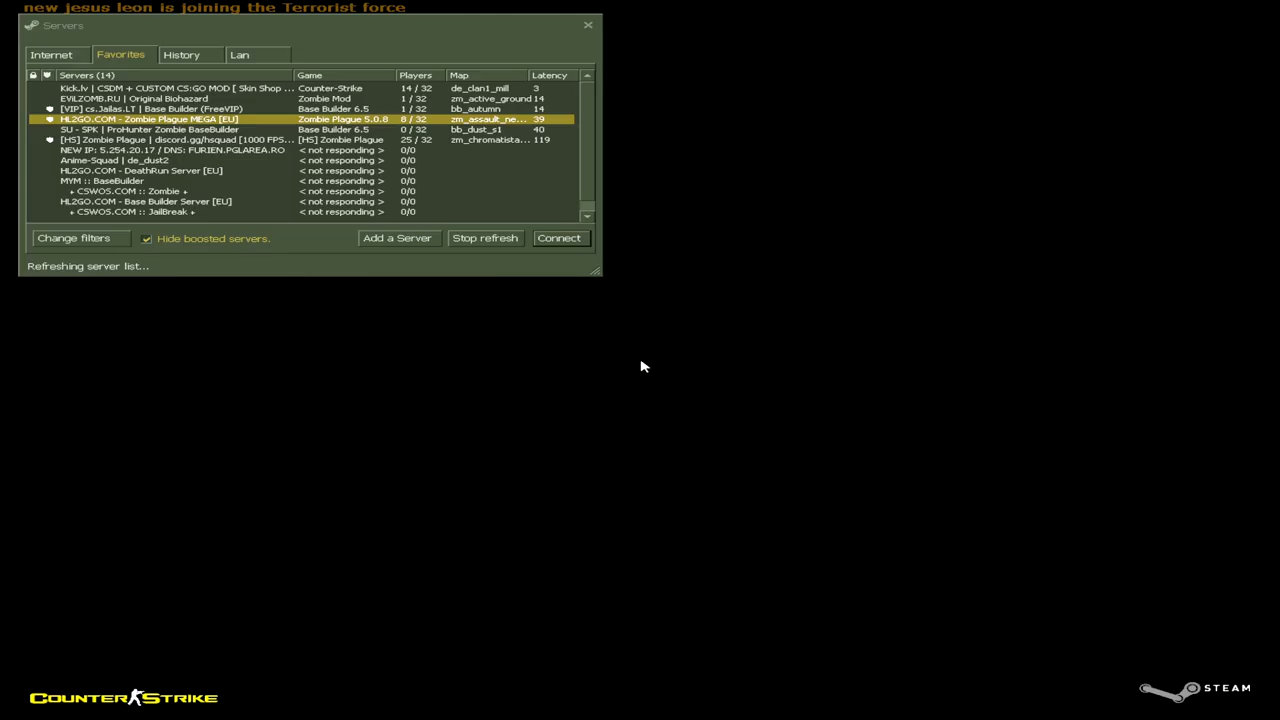 new jesus leon is joining the Terrorist force
Servers
Internet Favorites History Lan
Servers (14) Game Players Map Latency
Kick.lv | CSDM + CUSTOM CS:GO MOD [ Skin Shop ... Counter-Strike 14 / 32 de_clan1_mill 3
EViLZOMB.RU | Original Biohazard Zombie Mod 1 / 32 zm_active_ground 14
[VIP] cs.Jailas.LT | Base Builder (FreeVIP) Base Builder 6.5 1 / 32 bb_autumn 14
HL2GO.COM - Zombie Plague MEGA [EU] Zombie Plague 5.0.8 8 / 32 zm_assault_ne... 39
SU - SPK | ProHunter Zombie BaseBuilder Base Builder 6.5 0 / 32 bb_dust_s1 40
[HS] Zombie Plague | discord.gg/hsquad [1000 FPS... [HS] Zombie Plague 25 / 32 zm_chromatista... 119
NEW IP: 5.254.20.17 / DNS: FURIEN.PGLAREA.RO < not responding > 0/0
Anime-Squad | de_dust2 < not responding > 0/0
HL2GO.COM - DeathRun Server [EU] < not responding > 0/0
MYM :: BaseBuilder < not responding > 0/0
+ CSWOS.COM :: Zombie + < not responding > 0/0
HL2GO.COM - Base Builder Server [EU] < not responding > 0/0
+ CSWOS.COM :: JailBreak + < not responding > 0/0
Change filters Hide boosted servers. Add a Server Stop refresh Connect
Refreshing server list...
COUNTER STRIKE STEAM